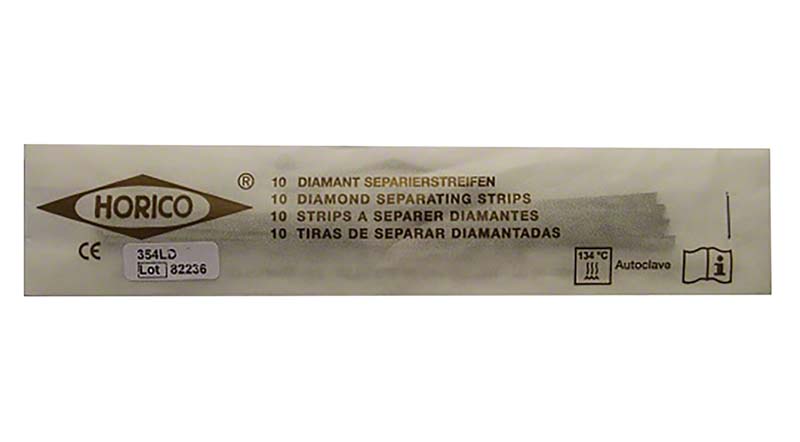 HORICO ®
10 DIAMANT SEPARIERSTREIFEN
10 DIAMOND SEPARATING STRIPS
10 STRIPS A SEPARER DIAMANTES
10 TIRAS DE SEPARAR DIAMANTADAS
CE
354LD
Lot 82236
134 °C
Autoclave
i